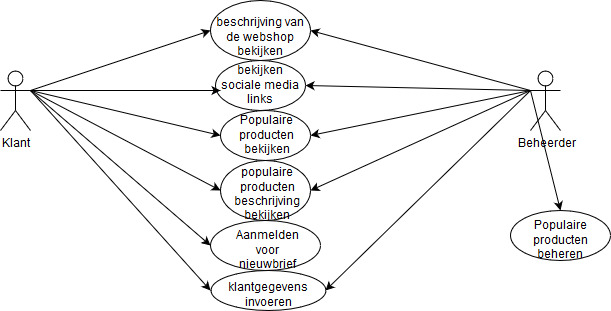 beschrijving van
de webshop
bekijken
bekijken
sociale media
links
Klant
Beheerder
Populaire
producten
bekijken
populaire
producten
beschrijving
bekijken
Aanmelden
voor
nieuwbrief
Populaire
producten
beheren
klantgegevens
invoeren